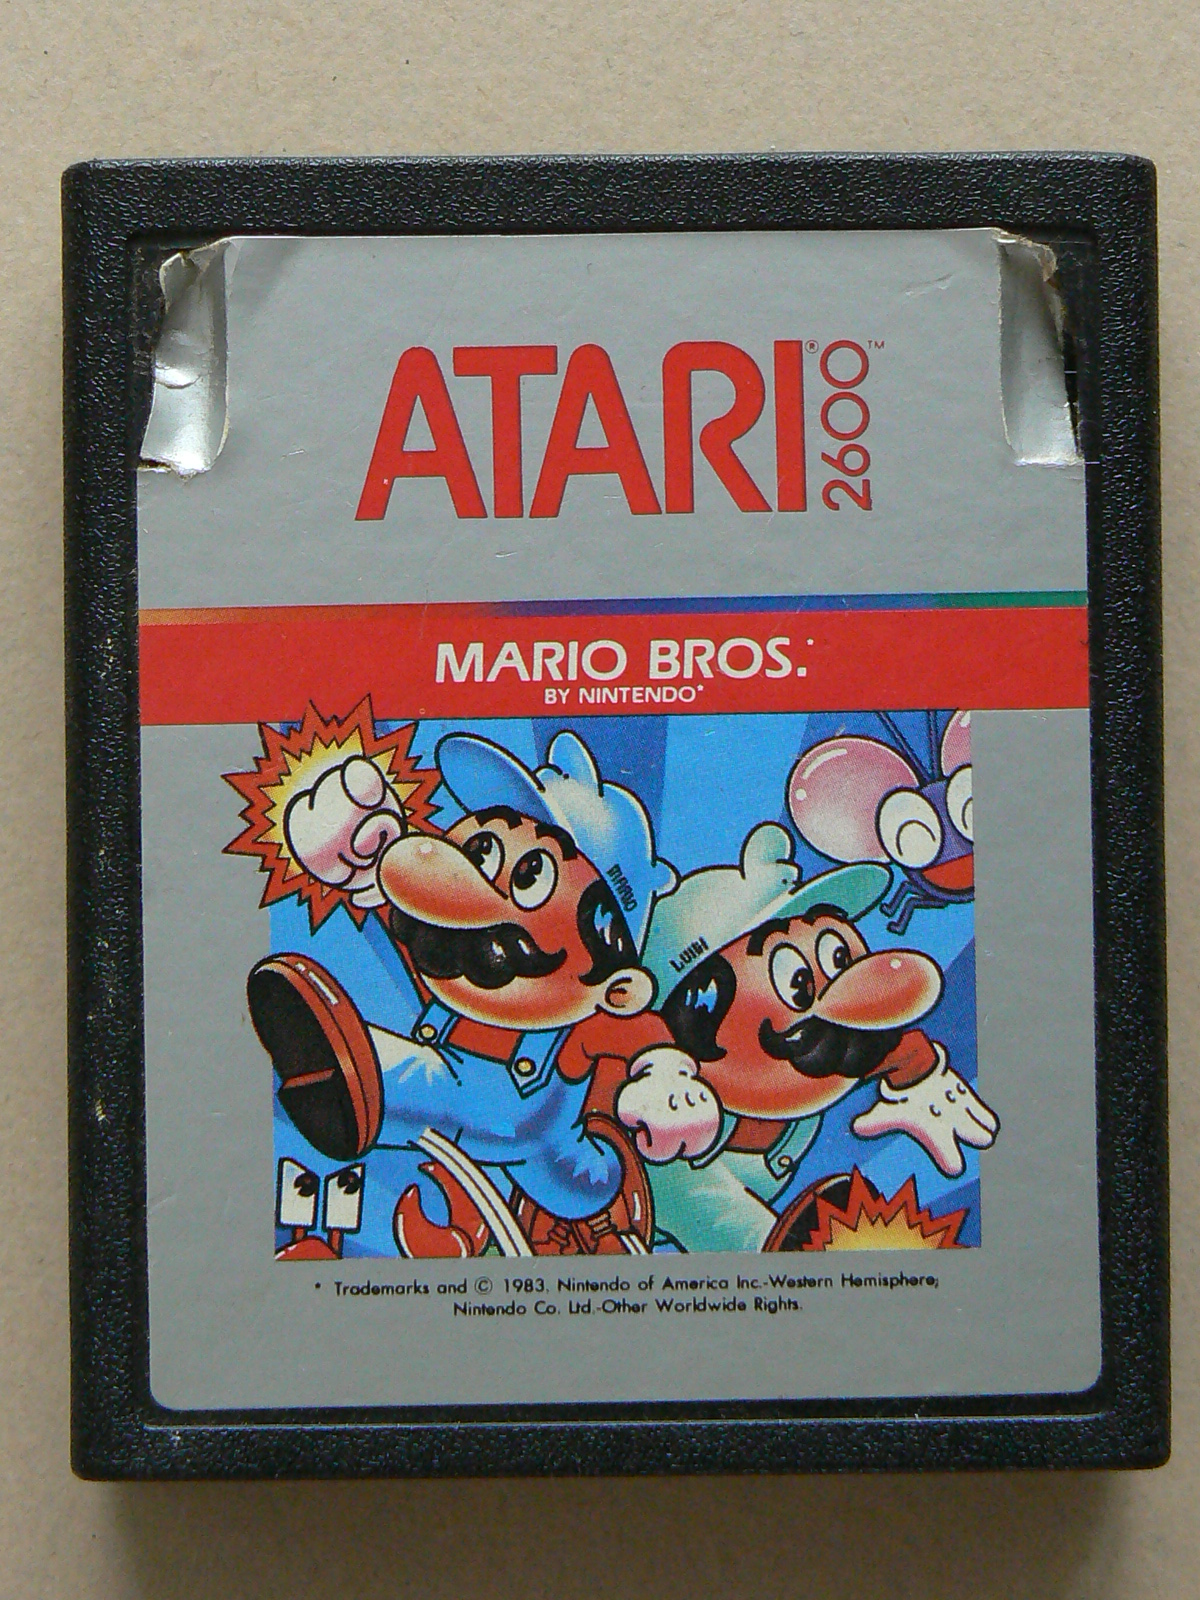 ATARI® 2600™
MARIO BROS.*
BY NINTENDO*
MARIO
LUIGI
* Trademarks and © 1983, Nintendo of America Inc.-Western Hemisphere;
Nintendo Co. Ltd.-Other Worldwide Rights.